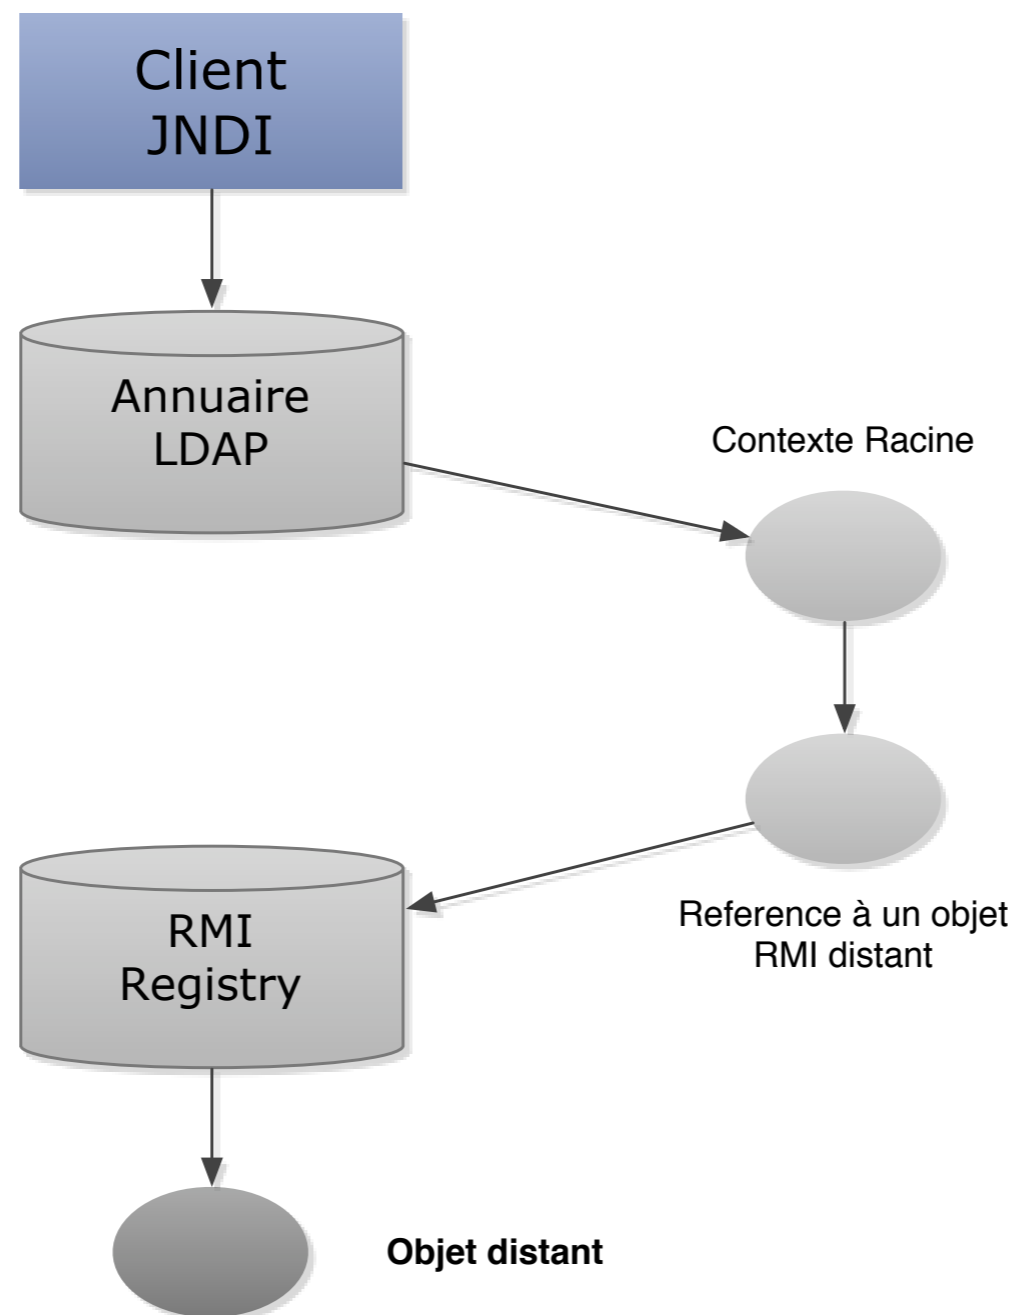 Client
JNDI
Annuaire
LDAP
Contexte Racine
Reference à un objet
RMI distant
RMI
Registry
Objet distant